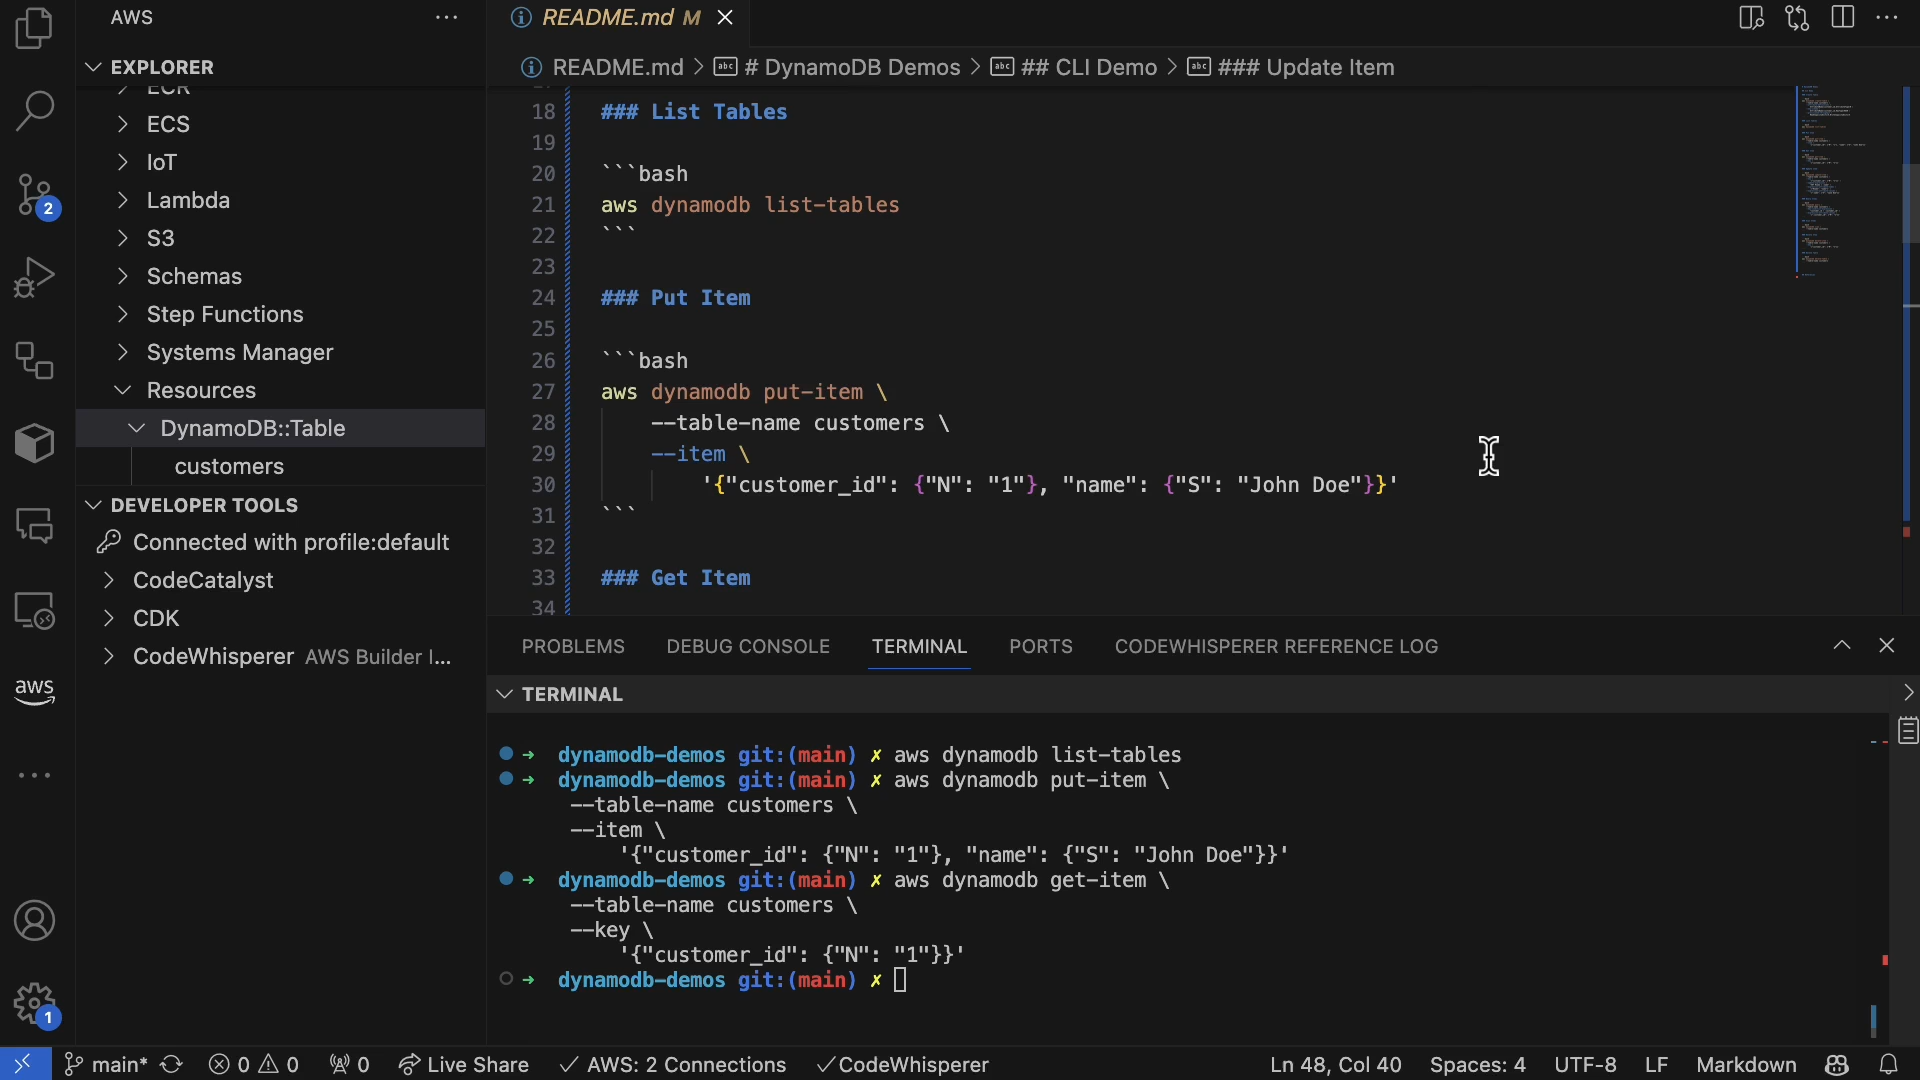 AWS
EXPLORER
ECR
ECS
IoT
Lambda
S3
Schemas
Step Functions
Systems Manager
Resources
DynamoDB::Table
customers
DEVELOPER TOOLS
Connected with profile:default
CodeCatalyst
CDK
CodeWhisperer AWS Builder I...
2
aws
1
README.md M
README.md > # DynamoDB Demos > ## CLI Demo > ### Update Item
18 ### List Tables
19
20 ```bash
21 aws dynamodb list-tables
22 ```
23
24 ### Put Item
25
26 ```bash
27 aws dynamodb put-item \
28 --table-name customers \
29 --item \
30 '{"customer_id": {"N": "1"}, "name": {"S": "John Doe"}}'
31 ```
32
33 ### Get Item
34
PROBLEMS DEBUG CONSOLE TERMINAL PORTS CODEWHISPERER REFERENCE LOG
TERMINAL
→ dynamodb-demos git:(main) ✗ aws dynamodb list-tables
→ dynamodb-demos git:(main) ✗ aws dynamodb put-item \
--table-name customers \
--item \
'{"customer_id": {"N": "1"}, "name": {"S": "John Doe"}}'
→ dynamodb-demos git:(main) ✗ aws dynamodb get-item \
--table-name customers \
--key \
'{"customer_id": {"N": "1"}}'
→ dynamodb-demos git:(main) ✗
main* 0 0 0 Live Share AWS: 2 Connections CodeWhisperer Ln 48, Col 40 Spaces: 4 UTF-8 LF Markdown